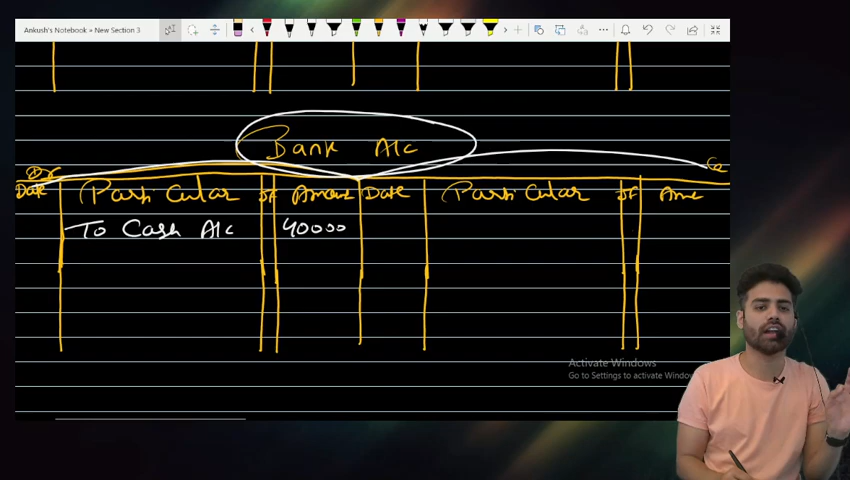 Ankush's Notebook » New Section 3
Bank A/c
Dr Cr
Date Particular Jf Amount Date Particular Jf Amo
To Cash A/c 40000
Activate Windows
Go to Settings to activate Windows